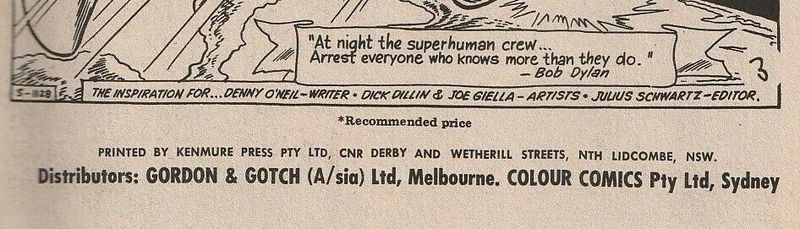 "At night the superhuman crew...
Arrest everyone who knows more than they do."
— Bob Dylan
3
S-1128
THE INSPIRATION FOR... DENNY O'NEIL – WRITER • DICK DILLIN & JOE GIELLA – ARTISTS • JULIUS SCHWARTZ – EDITOR.
*Recommended price
PRINTED BY KENMURE PRESS PTY LTD, CNR DERBY AND WETHERILL STREETS, NTH LIDCOMBE, NSW.
Distributors: GORDON & GOTCH (A/sia) Ltd, Melbourne. COLOUR COMICS Pty Ltd, Sydney